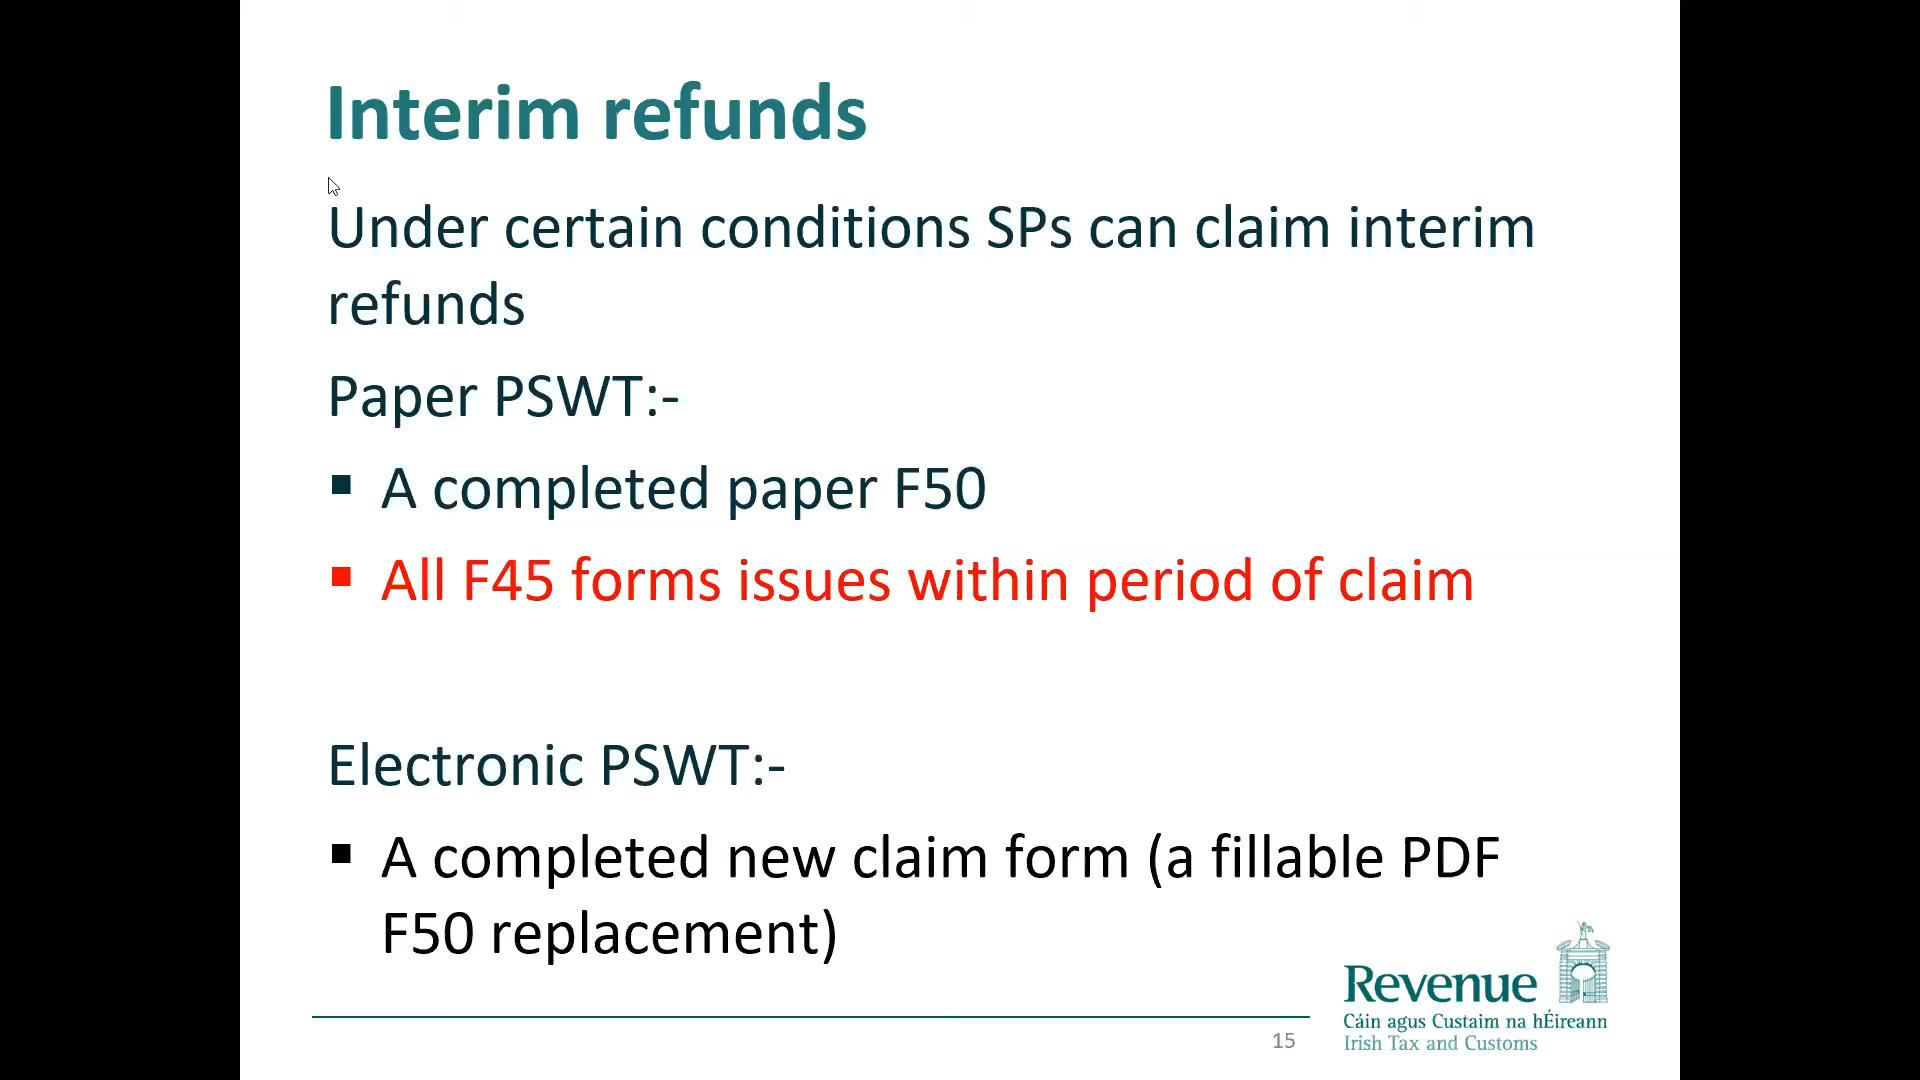 Interim refunds
Under certain conditions SPs can claim interim
refunds
Paper PSWT:-
▪ A completed paper F50
▪ All F45 forms issues within period of claim
Electronic PSWT:-
▪ A completed new claim form (a fillable PDF
F50 replacement)
15
Revenue
Cáin agus Custaim na hÉireann
Irish Tax and Customs